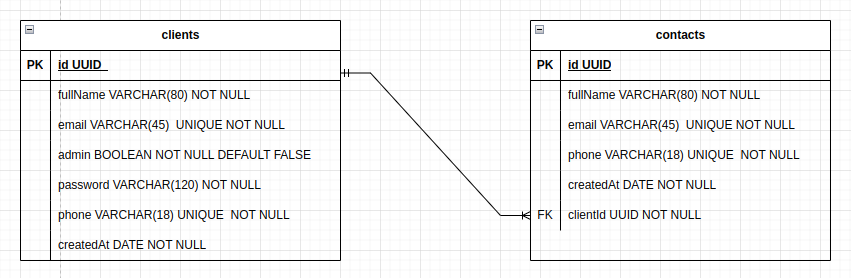 clients
PK id UUID
fullName VARCHAR(80) NOT NULL
email VARCHAR(45) UNIQUE NOT NULL
admin BOOLEAN NOT NULL DEFAULT FALSE
password VARCHAR(120) NOT NULL
phone VARCHAR(18) UNIQUE NOT NULL
createdAt DATE NOT NULL
contacts
PK id UUID
fullName VARCHAR(80) NOT NULL
email VARCHAR(45) UNIQUE NOT NULL
phone VARCHAR(18) UNIQUE NOT NULL
createdAt DATE NOT NULL
FK clientId UUID NOT NULL